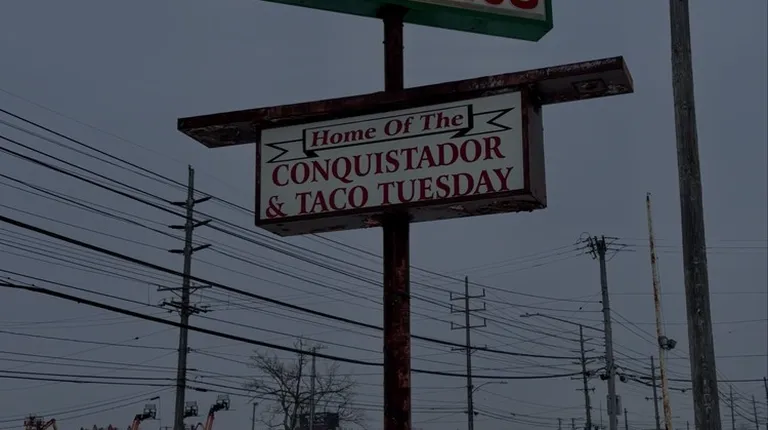 Home Of The
CONQUISTADOR
& TACO TUESDAY